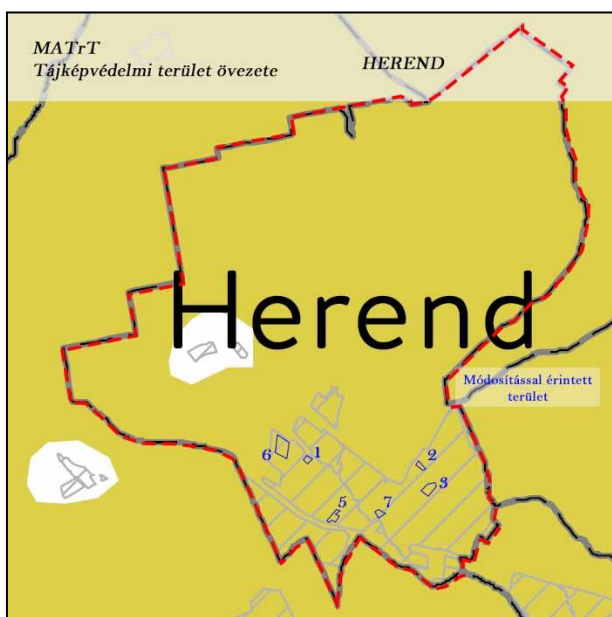 MATrT
Tájképvédelmi terület övezete
HEREND
Herend
Módosítással érintett
terület
6
1
2
3
5
7